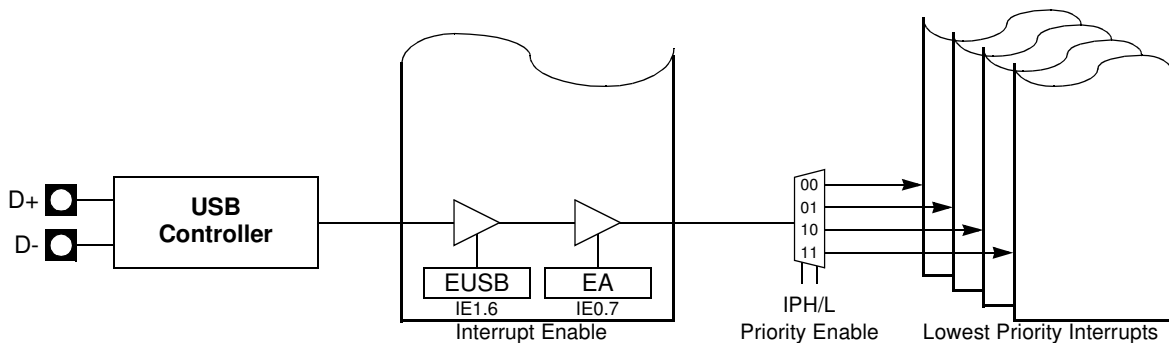 D+
D-
USB
Controller
EUSB
IE1.6
EA
IE0.7
Interrupt Enable
00
01
10
11
IPH/L
Priority Enable
Lowest Priority Interrupts